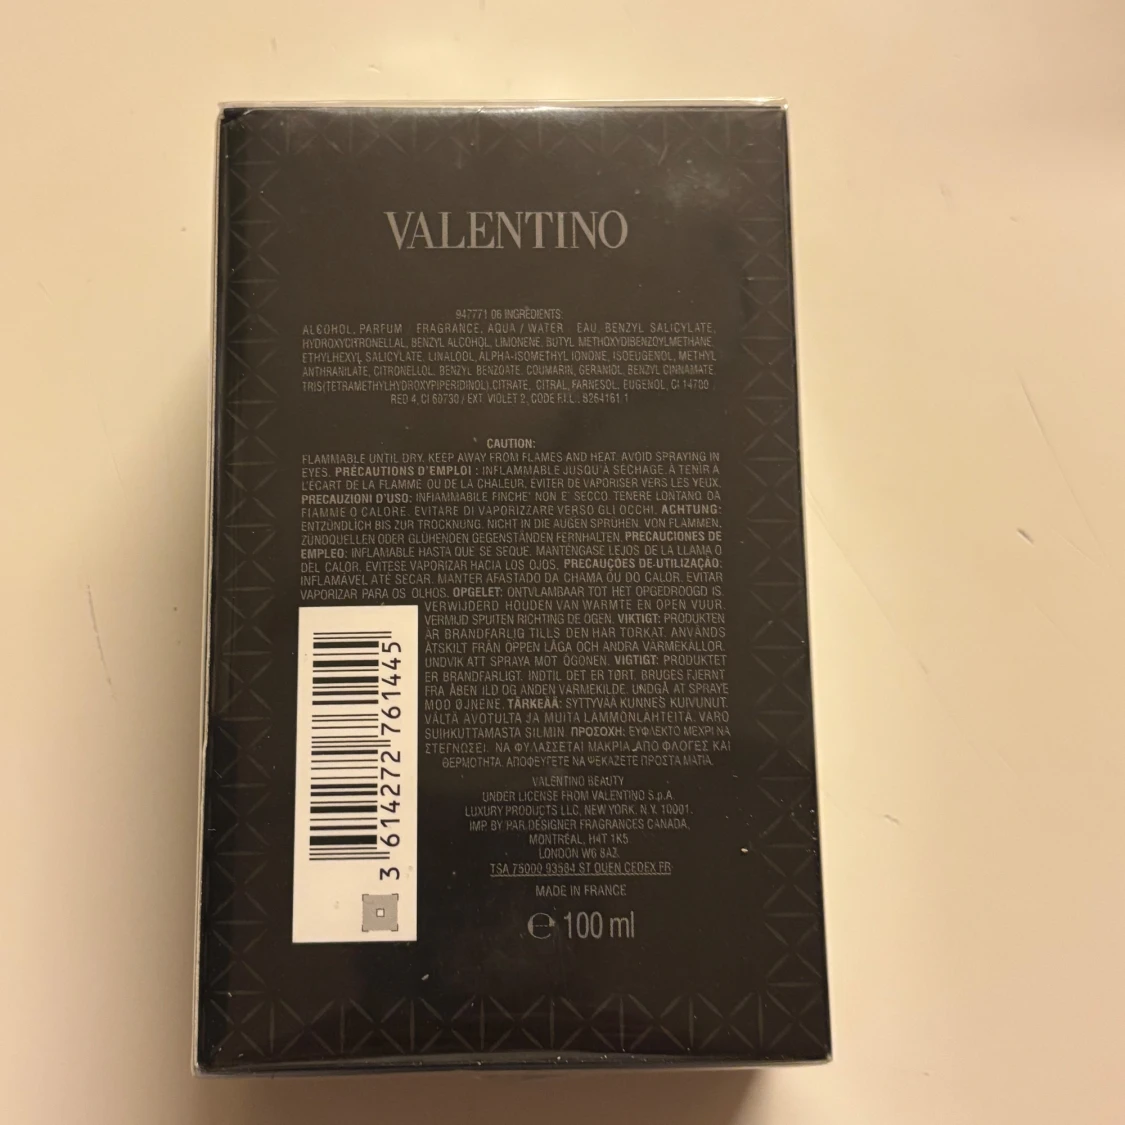 VALENTINO
947771 06 INGRÉDIENTS:
ALCOHOL, PARFUM FRAGRANCE, AQUA / WATER EAU, BENZYL SALICYLATE,
HYDROXYCITRONELLAL, BENZYL ALCOHOL, LIMONENE, BUTYL METHOXYDIBENZOYLMETHANE,
ETHYLHEXYL SALICYLATE, LINALOOL, ALPHA-ISOMETHYL IONONE, ISOEUGENOL, METHYL
ANTHRANILATE, CITRONELLOL, BENZYL BENZOATE, COUMARIN, GERANIOL, BENZYL CINNAMATE,
TRIS(TETRAMETHYLHYDROXYPIPERIDINOL) CITRATE, CITRAL, FARNESOL, EUGENOL, CI 14700
RED 4, CI 60730 / EXT. VIOLET 2, CODE F.I.L.: B264161.1
CAUTION:
FLAMMABLE UNTIL DRY. KEEP AWAY FROM FLAMES AND HEAT. AVOID SPRAYING IN
EYES. PRÉCAUTIONS D'EMPLOI : INFLAMMABLE JUSQU'À SÉCHAGE. À TENIR À
L'ÉCART DE LA FLAMME OU DE LA CHALEUR. ÉVITER DE VAPORISER VERS LES YEUX.
PRECAUZIONI D'USO: INFIAMMABILE FINCHE' NON E' SECCO. TENERE LONTANO DA
FIAMME O CALORE. EVITARE DI VAPORIZZARE VERSO GLI OCCHI. ACHTUNG:
ENTZÜNDLICH BIS ZUR TROCKNUNG. NICHT IN DIE AUGEN SPRÜHEN. VON FLAMMEN,
ZÜNDQUELLEN ODER GLÜHENDEN GEGENSTÄNDEN FERNHALTEN. PRECAUCIONES DE
EMPLEO: INFLAMABLE HASTA QUE SE SEQUE. MANTÉNGASE LEJOS DE LA LLAMA O
DEL CALOR. EVÍTESE VAPORIZAR HACIA LOS OJOS. PRECAUÇÕES DE UTILIZAÇÃO:
INFLAMÁVEL ATÉ SECAR. MANTER AFASTADO DA CHAMA OU DO CALOR. EVITAR
VAPORIZAR PARA OS OLHOS. OPGELET: ONTVLAMBAAR TOT HET OPGEDROOGD IS.
VERWIJDERD HOUDEN VAN WARMTE EN OPEN VUUR.
VERMIJD SPUITEN RICHTING DE OGEN. VIKTIGT: PRODUKTEN
ÄR BRANDFARLIG TILLS DEN HAR TORKAT. ANVÄNDS
ÅTSKILT FRÅN ÖPPEN LÅGA OCH ANDRA VÄRMEKÄLLOR.
UNDVIK ATT SPRAYA MOT ÖGONEN. VIGTIGT: PRODUKTET
ER BRANDFARLIGT. INDTIL DET ER TØRT. BRUGES FJERNT
FRA ÅBEN ILD OG ANDEN VARMEKILDE. UNDGÅ AT SPRAYE
MOD ØJNENE. TÄRKEÄÄ: SYTTYVÄÄ KUNNES KUIVUNUT.
VÄLTÄ AVOTULTA JA MUITA LÄMMÖNLÄHTEITÄ. VARO
SUIHKUTTAMASTA SILMIIN. ΠΡΟΣΟΧΗ: ΕΥΦΛΕΚΤΟ ΜΕΧΡΙ ΝΑ
ΣΤΕΓΝΩΣΕΙ. ΝΑ ΦΥΛΑΣΣΕΤΑΙ ΜΑΚΡΙΑ ΑΠΟ ΦΛΟΓΕΣ ΚΑΙ
ΘΕΡΜΟΤΗΤΑ. ΑΠΟΦΕΥΓΕΤΕ ΝΑ ΨΕΚΑΖΕΤΕ ΠΡΟΣ ΤΑ ΜΑΤΙΑ.
VALENTINO BEAUTY
UNDER LICENSE FROM VALENTINO S.p.A.
LUXURY PRODUCTS LLC, NEW YORK, N.Y. 10001.
IMP. BY/PAR DESIGNER FRAGRANCES CANADA,
MONTRÉAL, H4T 1K5
LONDON W6 8AZ.
TSA 75000 93584 ST OUEN CEDEX FR
MADE IN FRANCE
℮ 100 ml
3 614272 761445